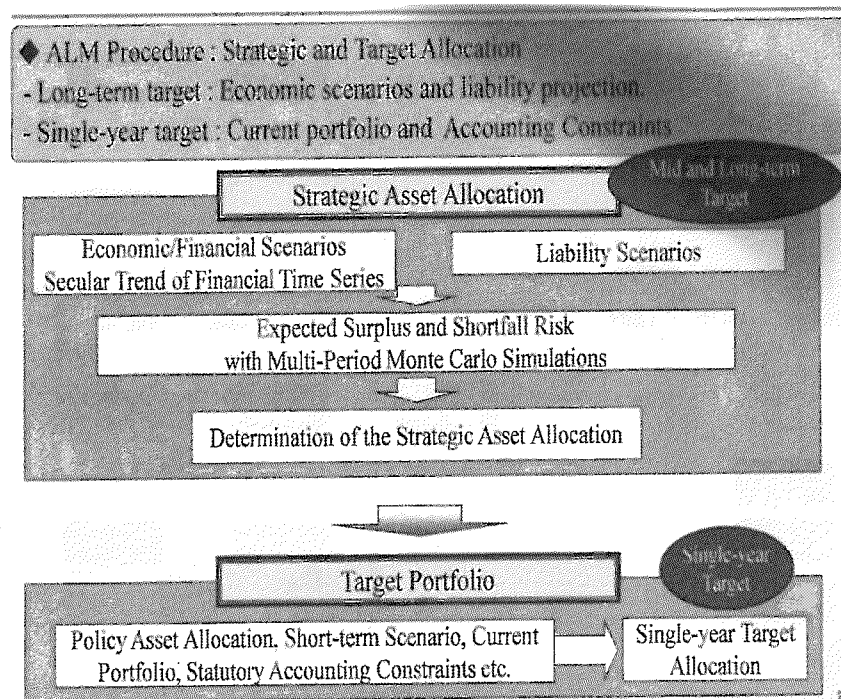 ◆ ALM Procedure : Strategic and Target Allocation
- Long-term target : Economic scenarios and liability projection.
- Single-year target : Current portfolio and Accounting Constraints
Mid and Long-term
Target
Strategic Asset Allocation
Economic/Financial Scenarios
Secular Trend of Financial Time Series
Liability Scenarios
Expected Surplus and Shortfall Risk
with Multi-Period Monte Carlo Simulations
Determination of the Strategic Asset Allocation
Single-year
Target
Target Portfolio
Policy Asset Allocation, Short-term Scenario, Current
Portfolio, Statutory Accounting Constraints etc.
Single-year Target
Allocation